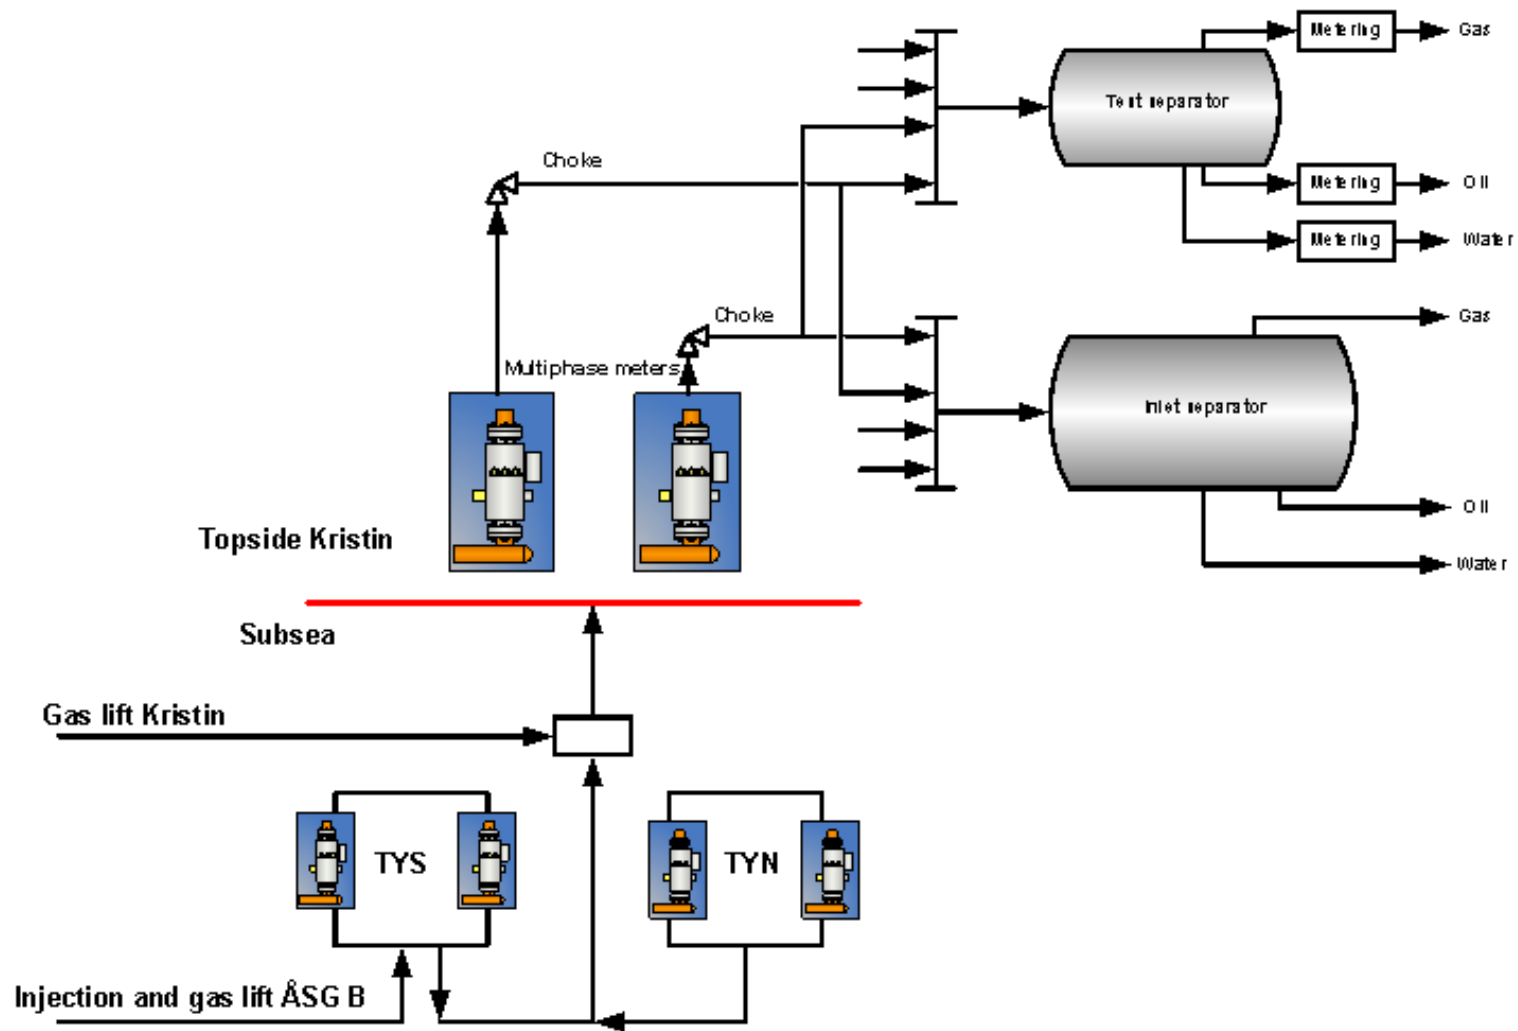 Metering
Gas
Test separator
Choke
Metering
Oil
Metering
Water
Choke
Gas
Multiphase meters
Inlet separator
Oil
Topside Kristin
Water
Subsea
Gas lift Kristin
TYS
TYN
Injection and gas lift ÅSG B